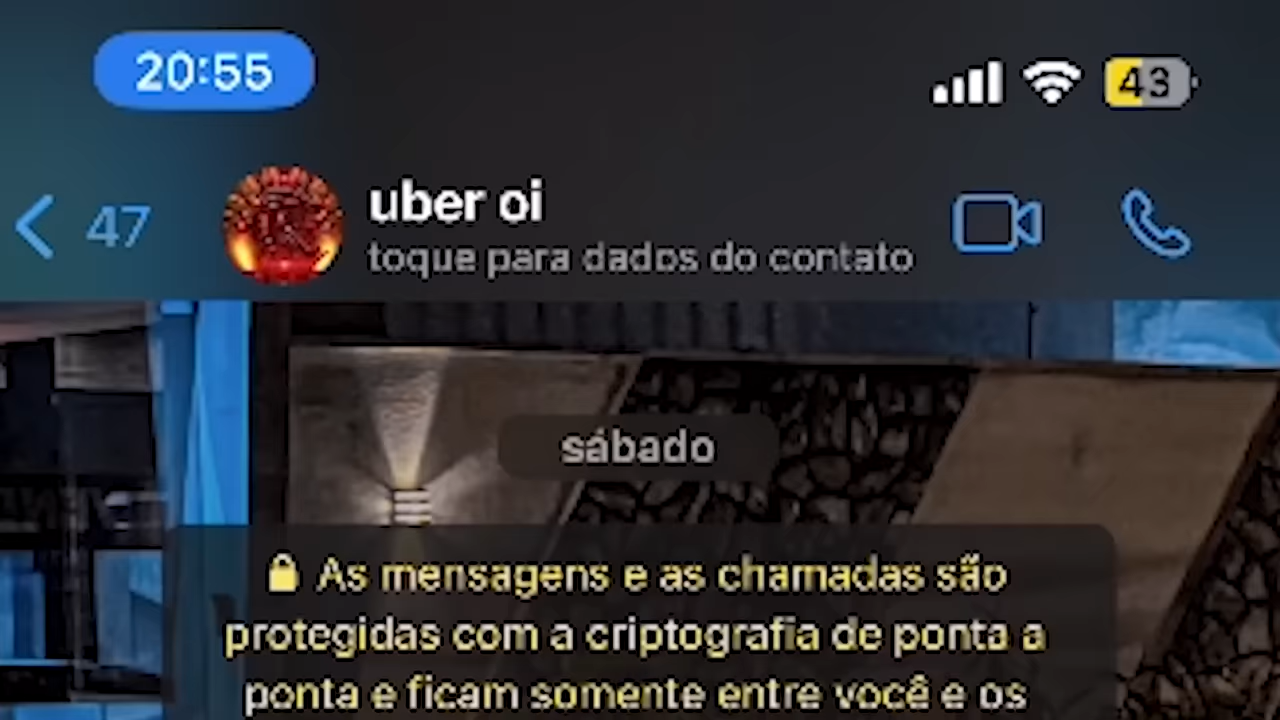 20:55
43
47
uber oi
toque para dados do contato
sábado
As mensagens e as chamadas são
protegidas com a criptografia de ponta a
ponta e ficam somente entre você e os